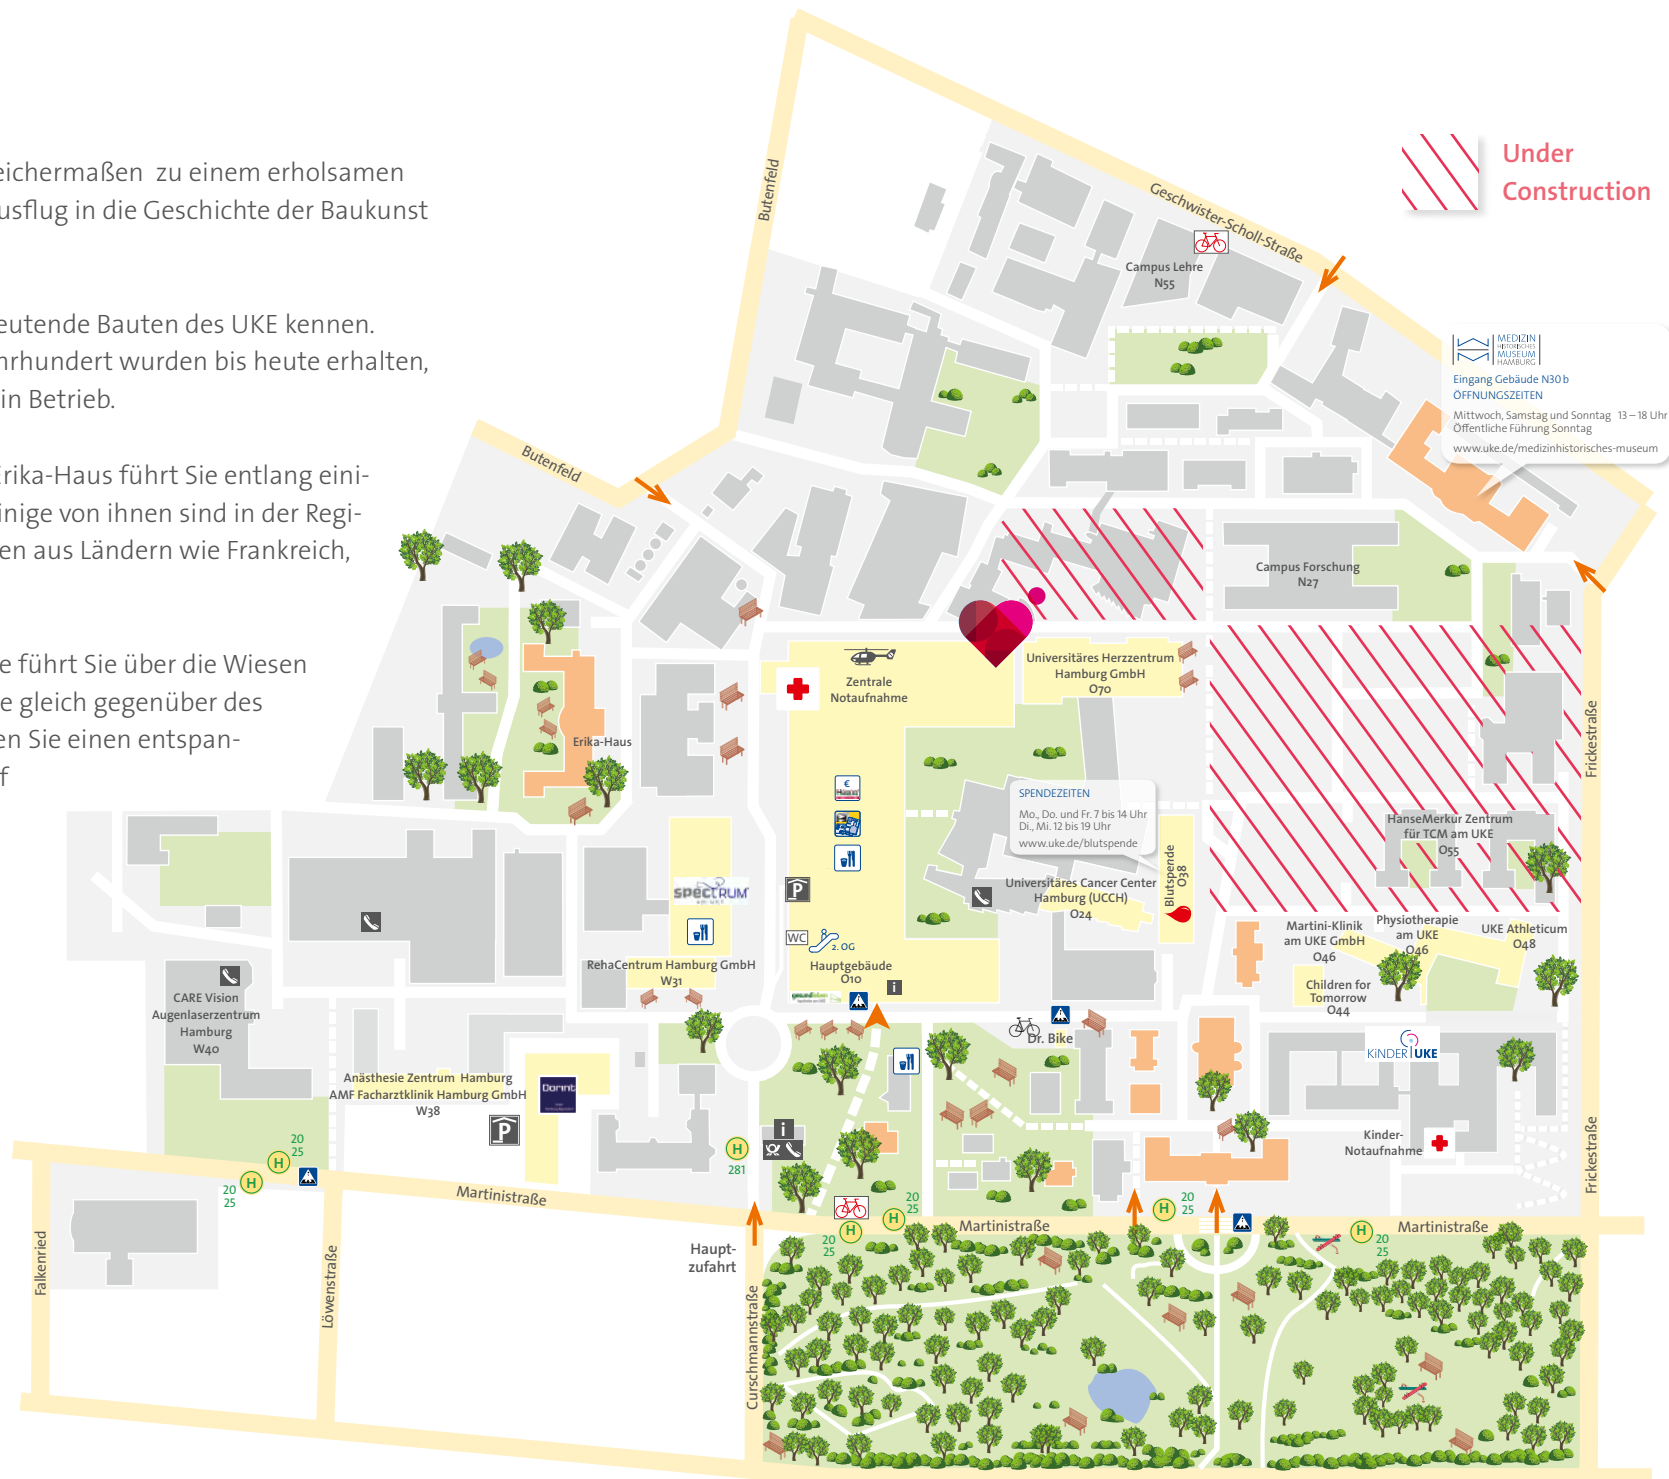 eichermaßen zu einem erholsamen
usflug in die Geschichte der Baukunst
eutende Bauten des UKE kennen.
hrhundert wurden bis heute erhalten,
in Betrieb.
Erika-Haus führt Sie entlang eini-
inige von ihnen sind in der Regi-
en aus Ländern wie Frankreich,
e führt Sie über die Wiesen
e gleich gegenüber des
en Sie einen entspan-
f
Under
Construction
Butenfeld
Geschwister-Scholl-Straße
Campus Lehre
N55
MEDIZIN
HISTORISCHES
MUSEUM
HAMBURG
Eingang Gebäude N30 b
ÖFFNUNGSZEITEN
Mittwoch, Samstag und Sonntag 13 – 18 Uhr
Öffentliche Führung Sonntag
www.uke.de/medizinhistorisches-museum
Butenfeld
Campus Forschung
N27
Universitäres Herzzentrum
Hamburg GmbH
O70
Zentrale
Notaufnahme
Erika-Haus
Frickestraße
€
SPENDEZEITEN
Mo., Do. und Fr. 7 bis 14 Uhr
Di., Mi. 12 bis 19 Uhr
www.uke.de/blutspende
HanseMerkur Zentrum
für TCM am UKE
O55
Blutspende
O38
SPECTRUM
P
Universitäres Cancer Center
Hamburg (UCCH)
O24
Martini-Klinik
am UKE GmbH
O46
Physiotherapie
am UKE
O46
UKE Athleticum
O48
WC
2. OG
Hauptgebäude
O10
i
RehaCentrum Hamburg GmbH
W31
Children for
Tomorrow
O44
CARE Vision
Augenlaserzentrum
Hamburg
W40
Dr. Bike
KiNDER UKE
Anästhesie Zentrum Hamburg
AMF Facharztklinik Hamburg GmbH
W38
Dorint
P
i
Kinder-
Notaufnahme
H
281
20
25
H
20
25
H
Martinistraße
Frickestraße
20
25
H
H
20
25
Martinistraße
H
20
25
H
20
25
Martinistraße
Haupt-
zufahrt
Falkenried
Löwenstraße
Curschmannstraße